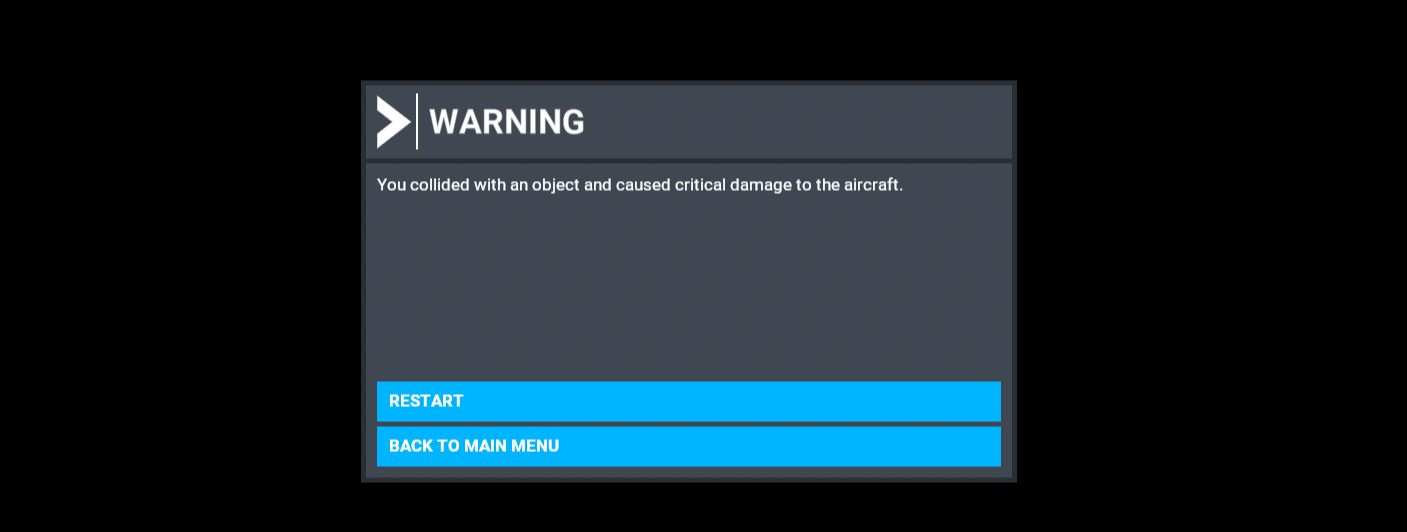 WARNING
You collided with an object and caused critical damage to the aircraft.
RESTART
BACK TO MAIN MENU